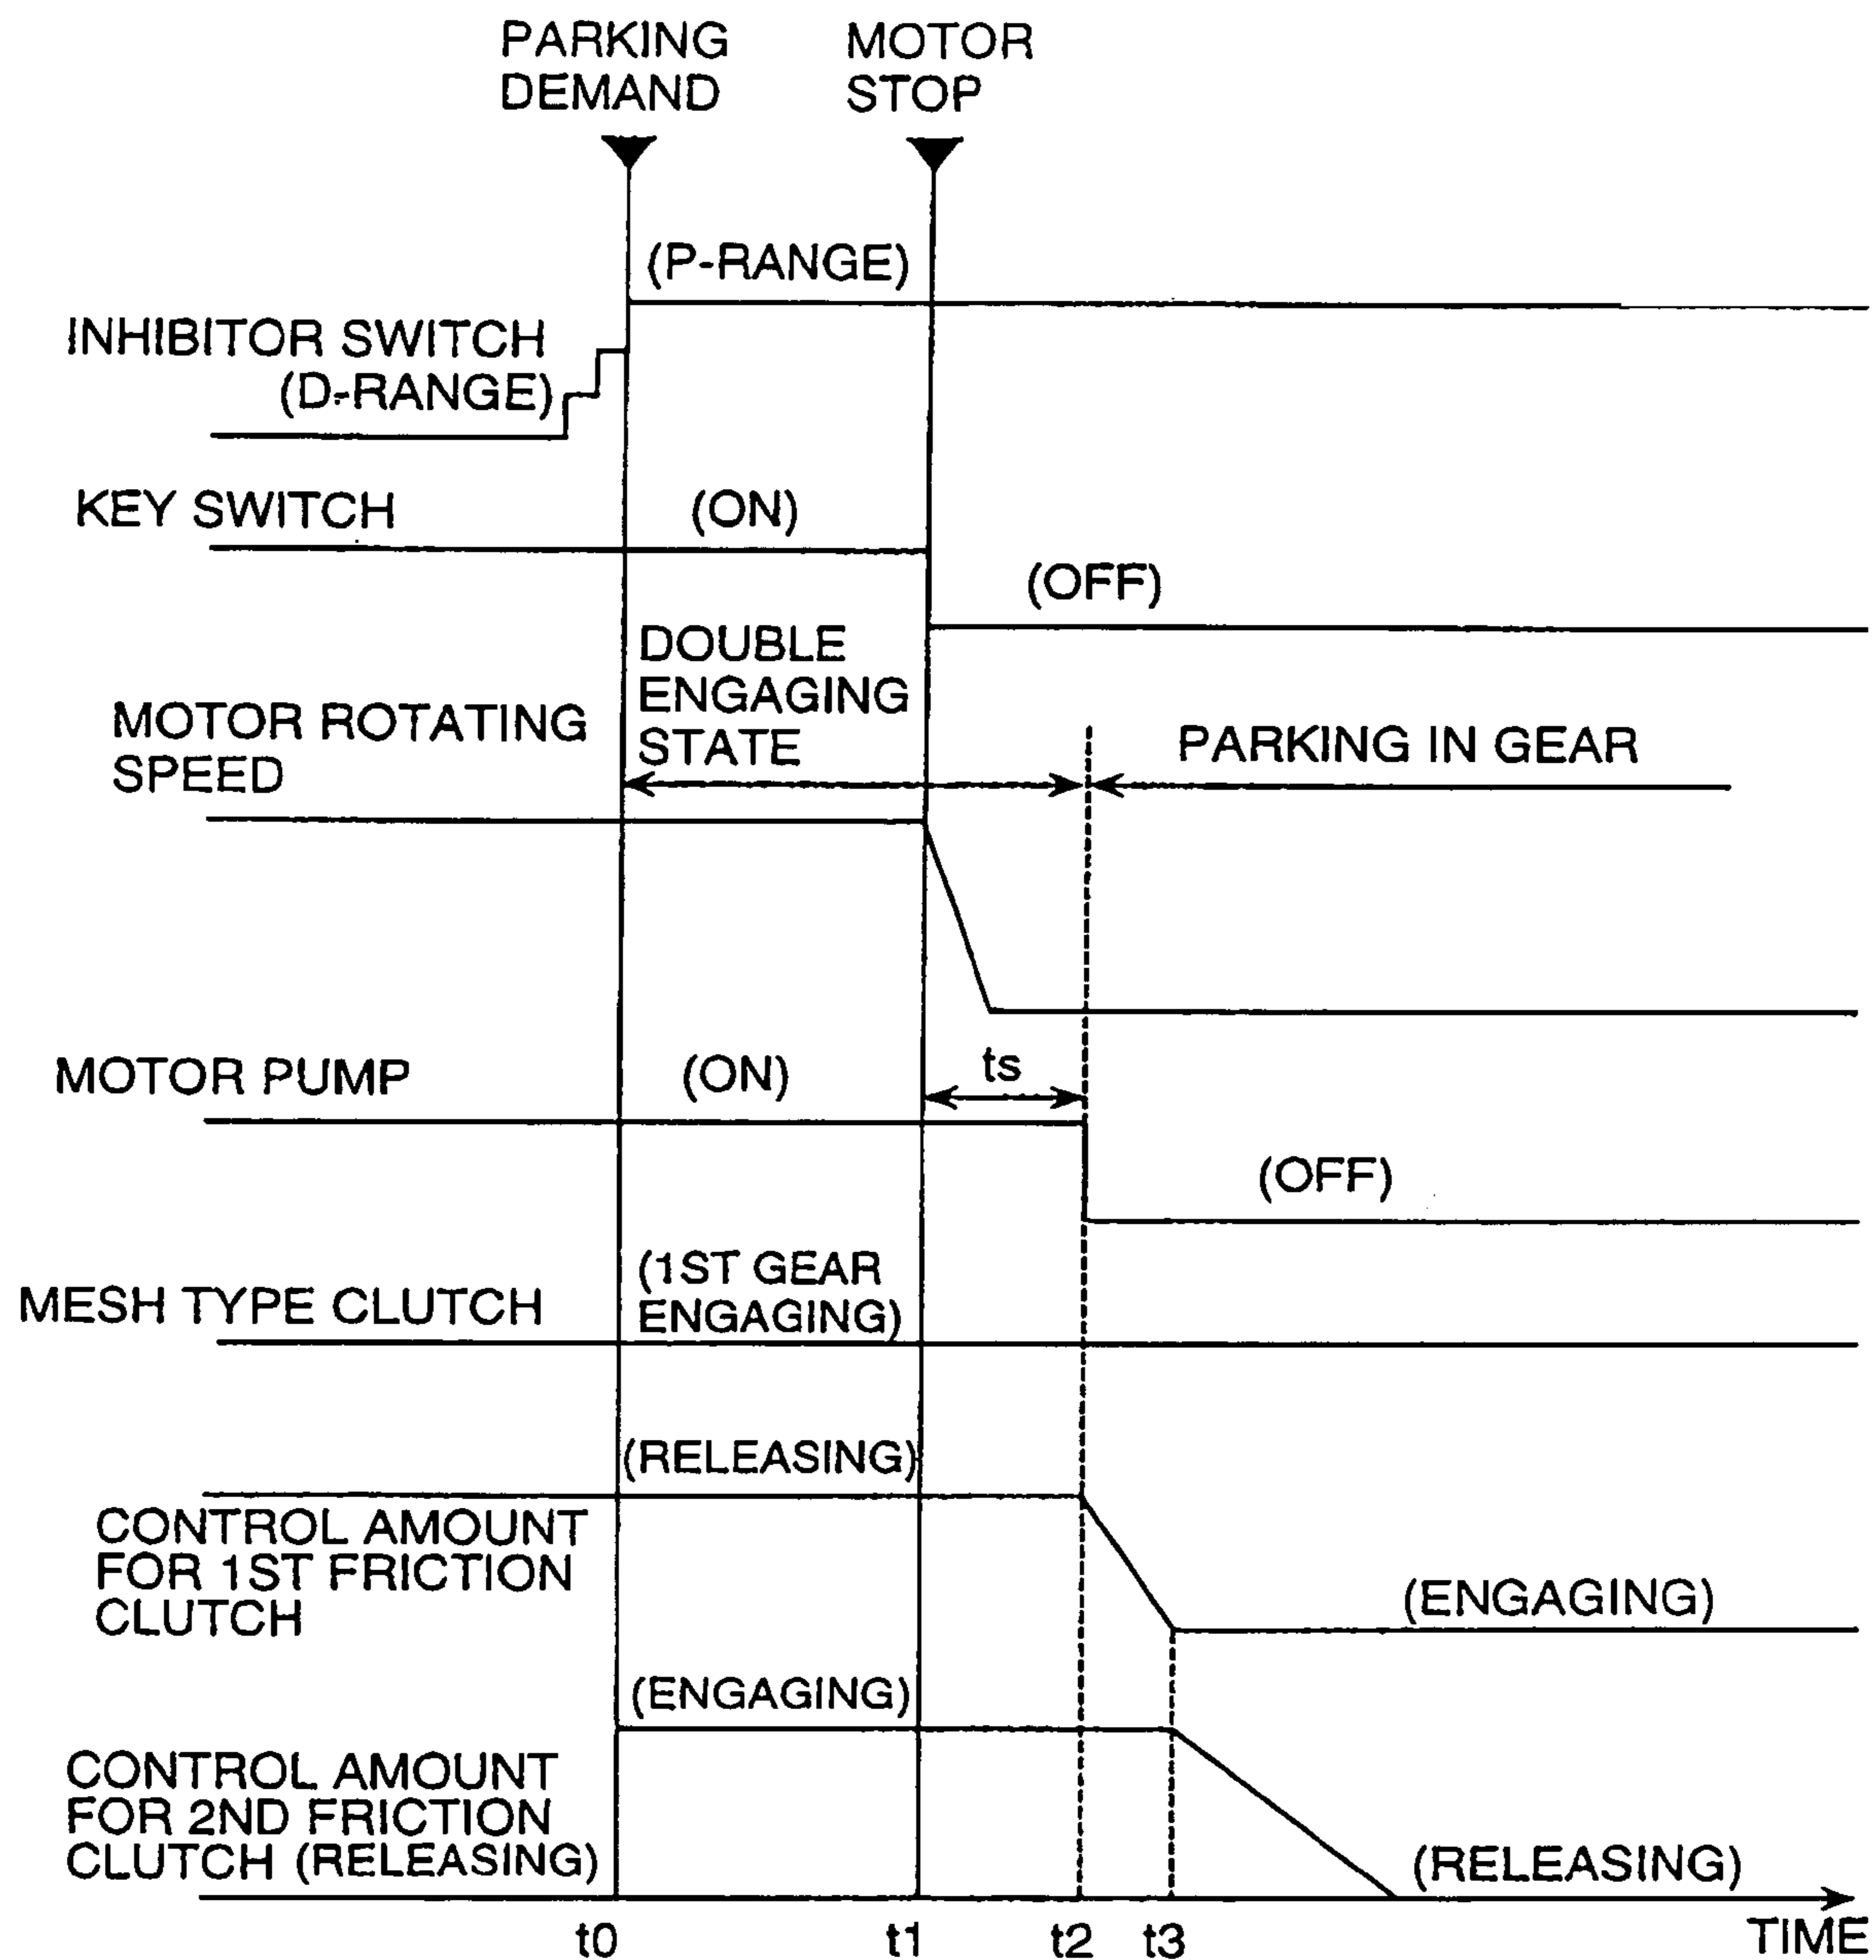 PARKING
DEMAND
MOTOR
STOP
(P-RANGE)
INHIBITOR SWITCH
(D-RANGE)
KEY SWITCH
(ON)
(OFF)
DOUBLE
ENGAGING
STATE
MOTOR ROTATING
SPEED
PARKING IN GEAR
MOTOR PUMP
(ON)
ts
(OFF)
MESH TYPE CLUTCH
(1ST GEAR
ENGAGING)
(RELEASING)
CONTROL AMOUNT
FOR 1ST FRICTION
CLUTCH
(ENGAGING)
(ENGAGING)
CONTROL AMOUNT
FOR 2ND FRICTION
CLUTCH (RELEASING)
(RELEASING)
t0
t1
t2
t3
TIME